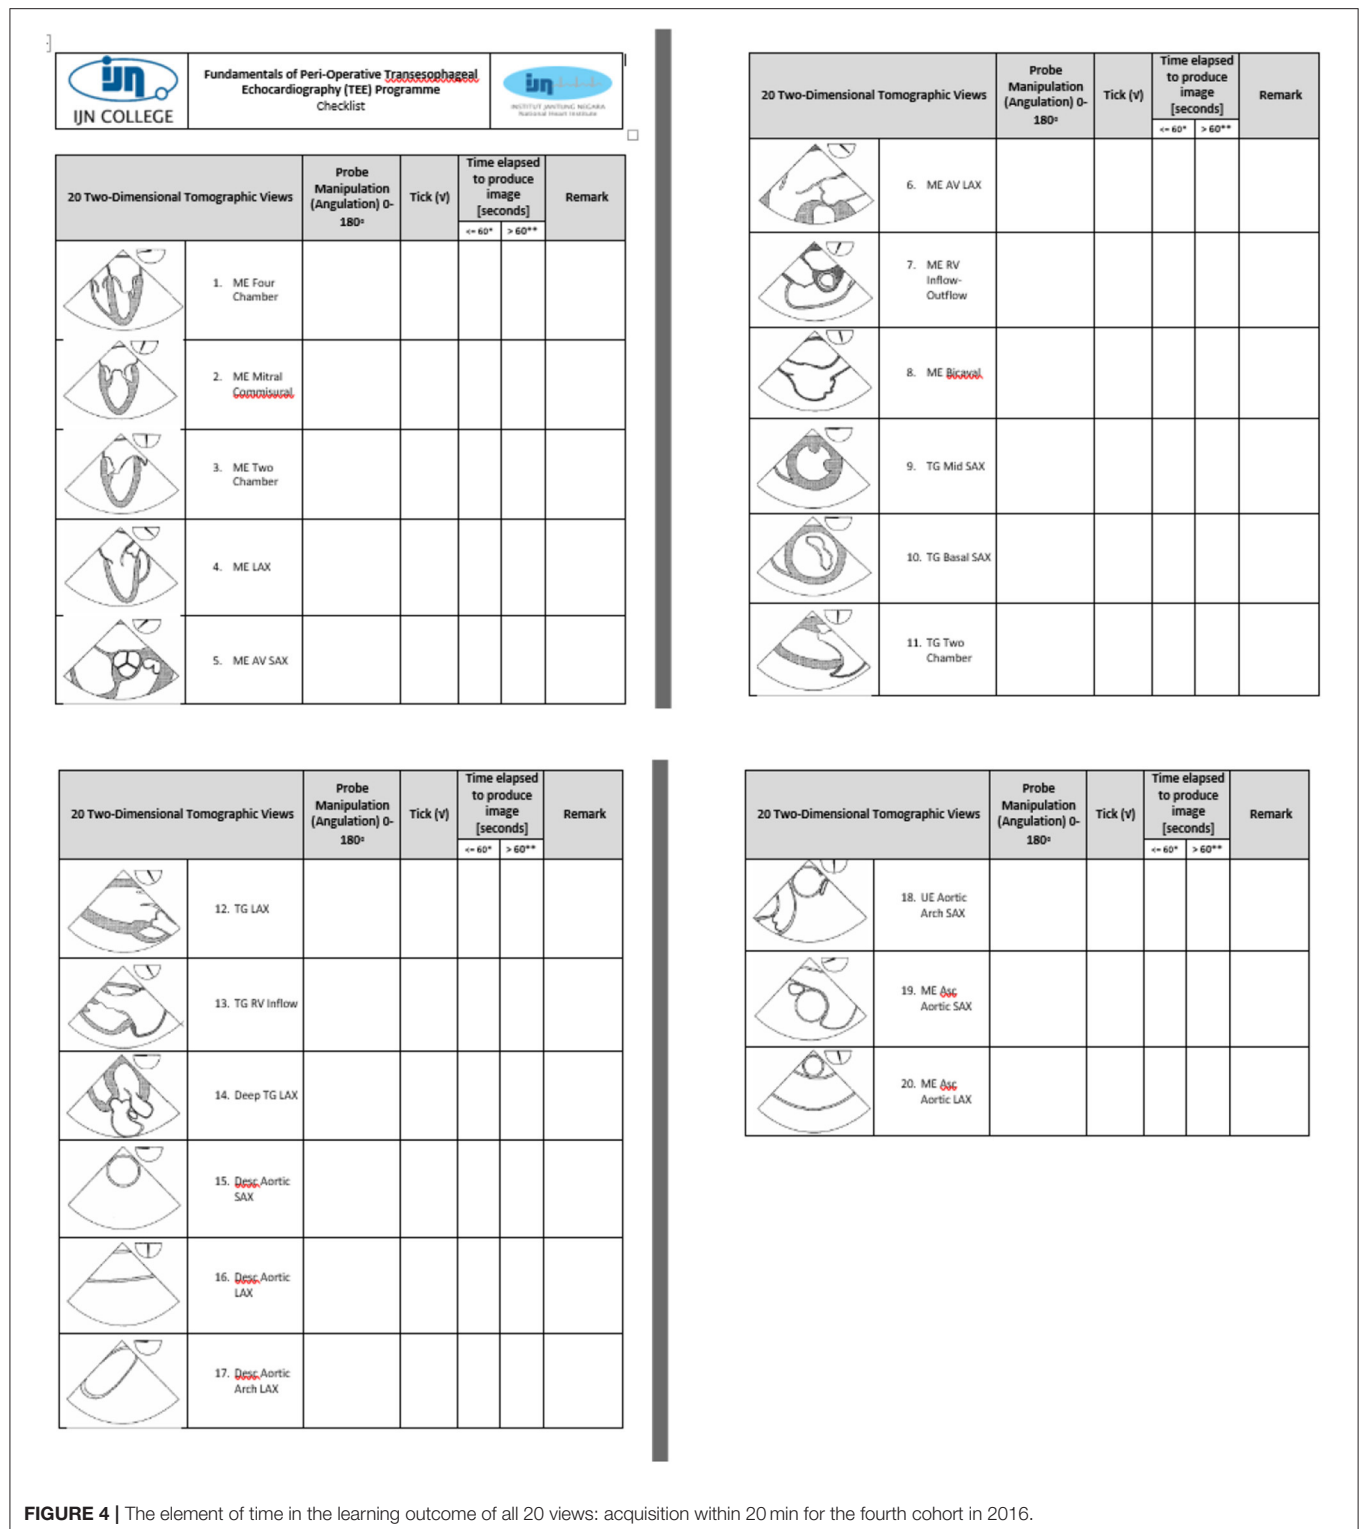 ijn
IJN COLLEGE
Fundamentals of Peri-Operative Transesophageal
Echocardiography (TEE) Programme
Checklist
ijn
INSTITUT JANTUNG NEGARA
National Heart Institute
20 Two-Dimensional Tomographic Views
Probe
Manipulation
(Angulation) 0-
180°
Tick (√)
Time elapsed
to produce
image
[seconds]
<= 60*
> 60**
Remark
1. ME Four
Chamber
2. ME Mitral
Commisural
3. ME Two
Chamber
4. ME LAX
5. ME AV SAX
20 Two-Dimensional Tomographic Views
Probe
Manipulation
(Angulation) 0-
180°
Tick (√)
Time elapsed
to produce
image
[seconds]
<= 60*
> 60**
Remark
6. ME AV LAX
7. ME RV
Inflow-
Outflow
8. ME Bicaval
9. TG Mid SAX
10. TG Basal SAX
11. TG Two
Chamber
20 Two-Dimensional Tomographic Views
Probe
Manipulation
(Angulation) 0-
180°
Tick (√)
Time elapsed
to produce
image
[seconds]
<= 60*
> 60**
Remark
12. TG LAX
13. TG RV Inflow
14. Deep TG LAX
15. Desc Aortic
SAX
16. Desc Aortic
LAX
17. Desc Aortic
Arch LAX
20 Two-Dimensional Tomographic Views
Probe
Manipulation
(Angulation) 0-
180°
Tick (√)
Time elapsed
to produce
image
[seconds]
<= 60*
> 60**
Remark
18. UE Aortic
Arch SAX
19. ME Asc
Aortic SAX
20. ME Asc
Aortic LAX
FIGURE 4 | The element of time in the learning outcome of all 20 views: acquisition within 20 min for the fourth cohort in 2016.